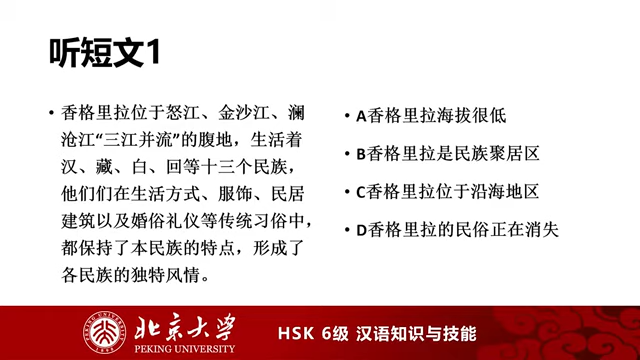 听短文1
• 香格里拉位于怒江、金沙江、澜
沧江“三江并流”的腹地，生活着
汉、藏、白、回等十三个民族，
他们们在生活方式、服饰、民居
建筑以及婚俗礼仪等传统习俗中，
都保持了本民族的特点，形成了
各民族的独特风情。
• A香格里拉海拔很低
• B香格里拉是民族聚居区
• C香格里拉位于沿海地区
• D香格里拉的民俗正在消失
北京大学
PEKING UNIVERSITY
HSK 6级 汉语知识与技能